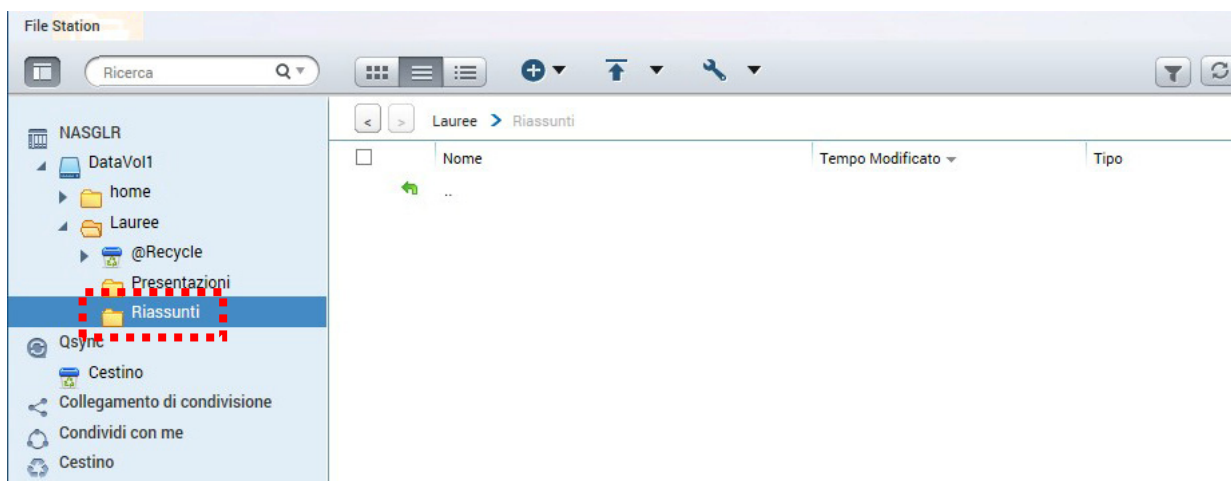 File Station
Ricerca
Lauree > Riassunti
Nome Tempo Modificato Tipo
..
NASGLR
DataVol1
home
Lauree
@Recycle
Presentazioni
Riassunti
Qsync
Cestino
Collegamento di condivisione
Condividi con me
Cestino